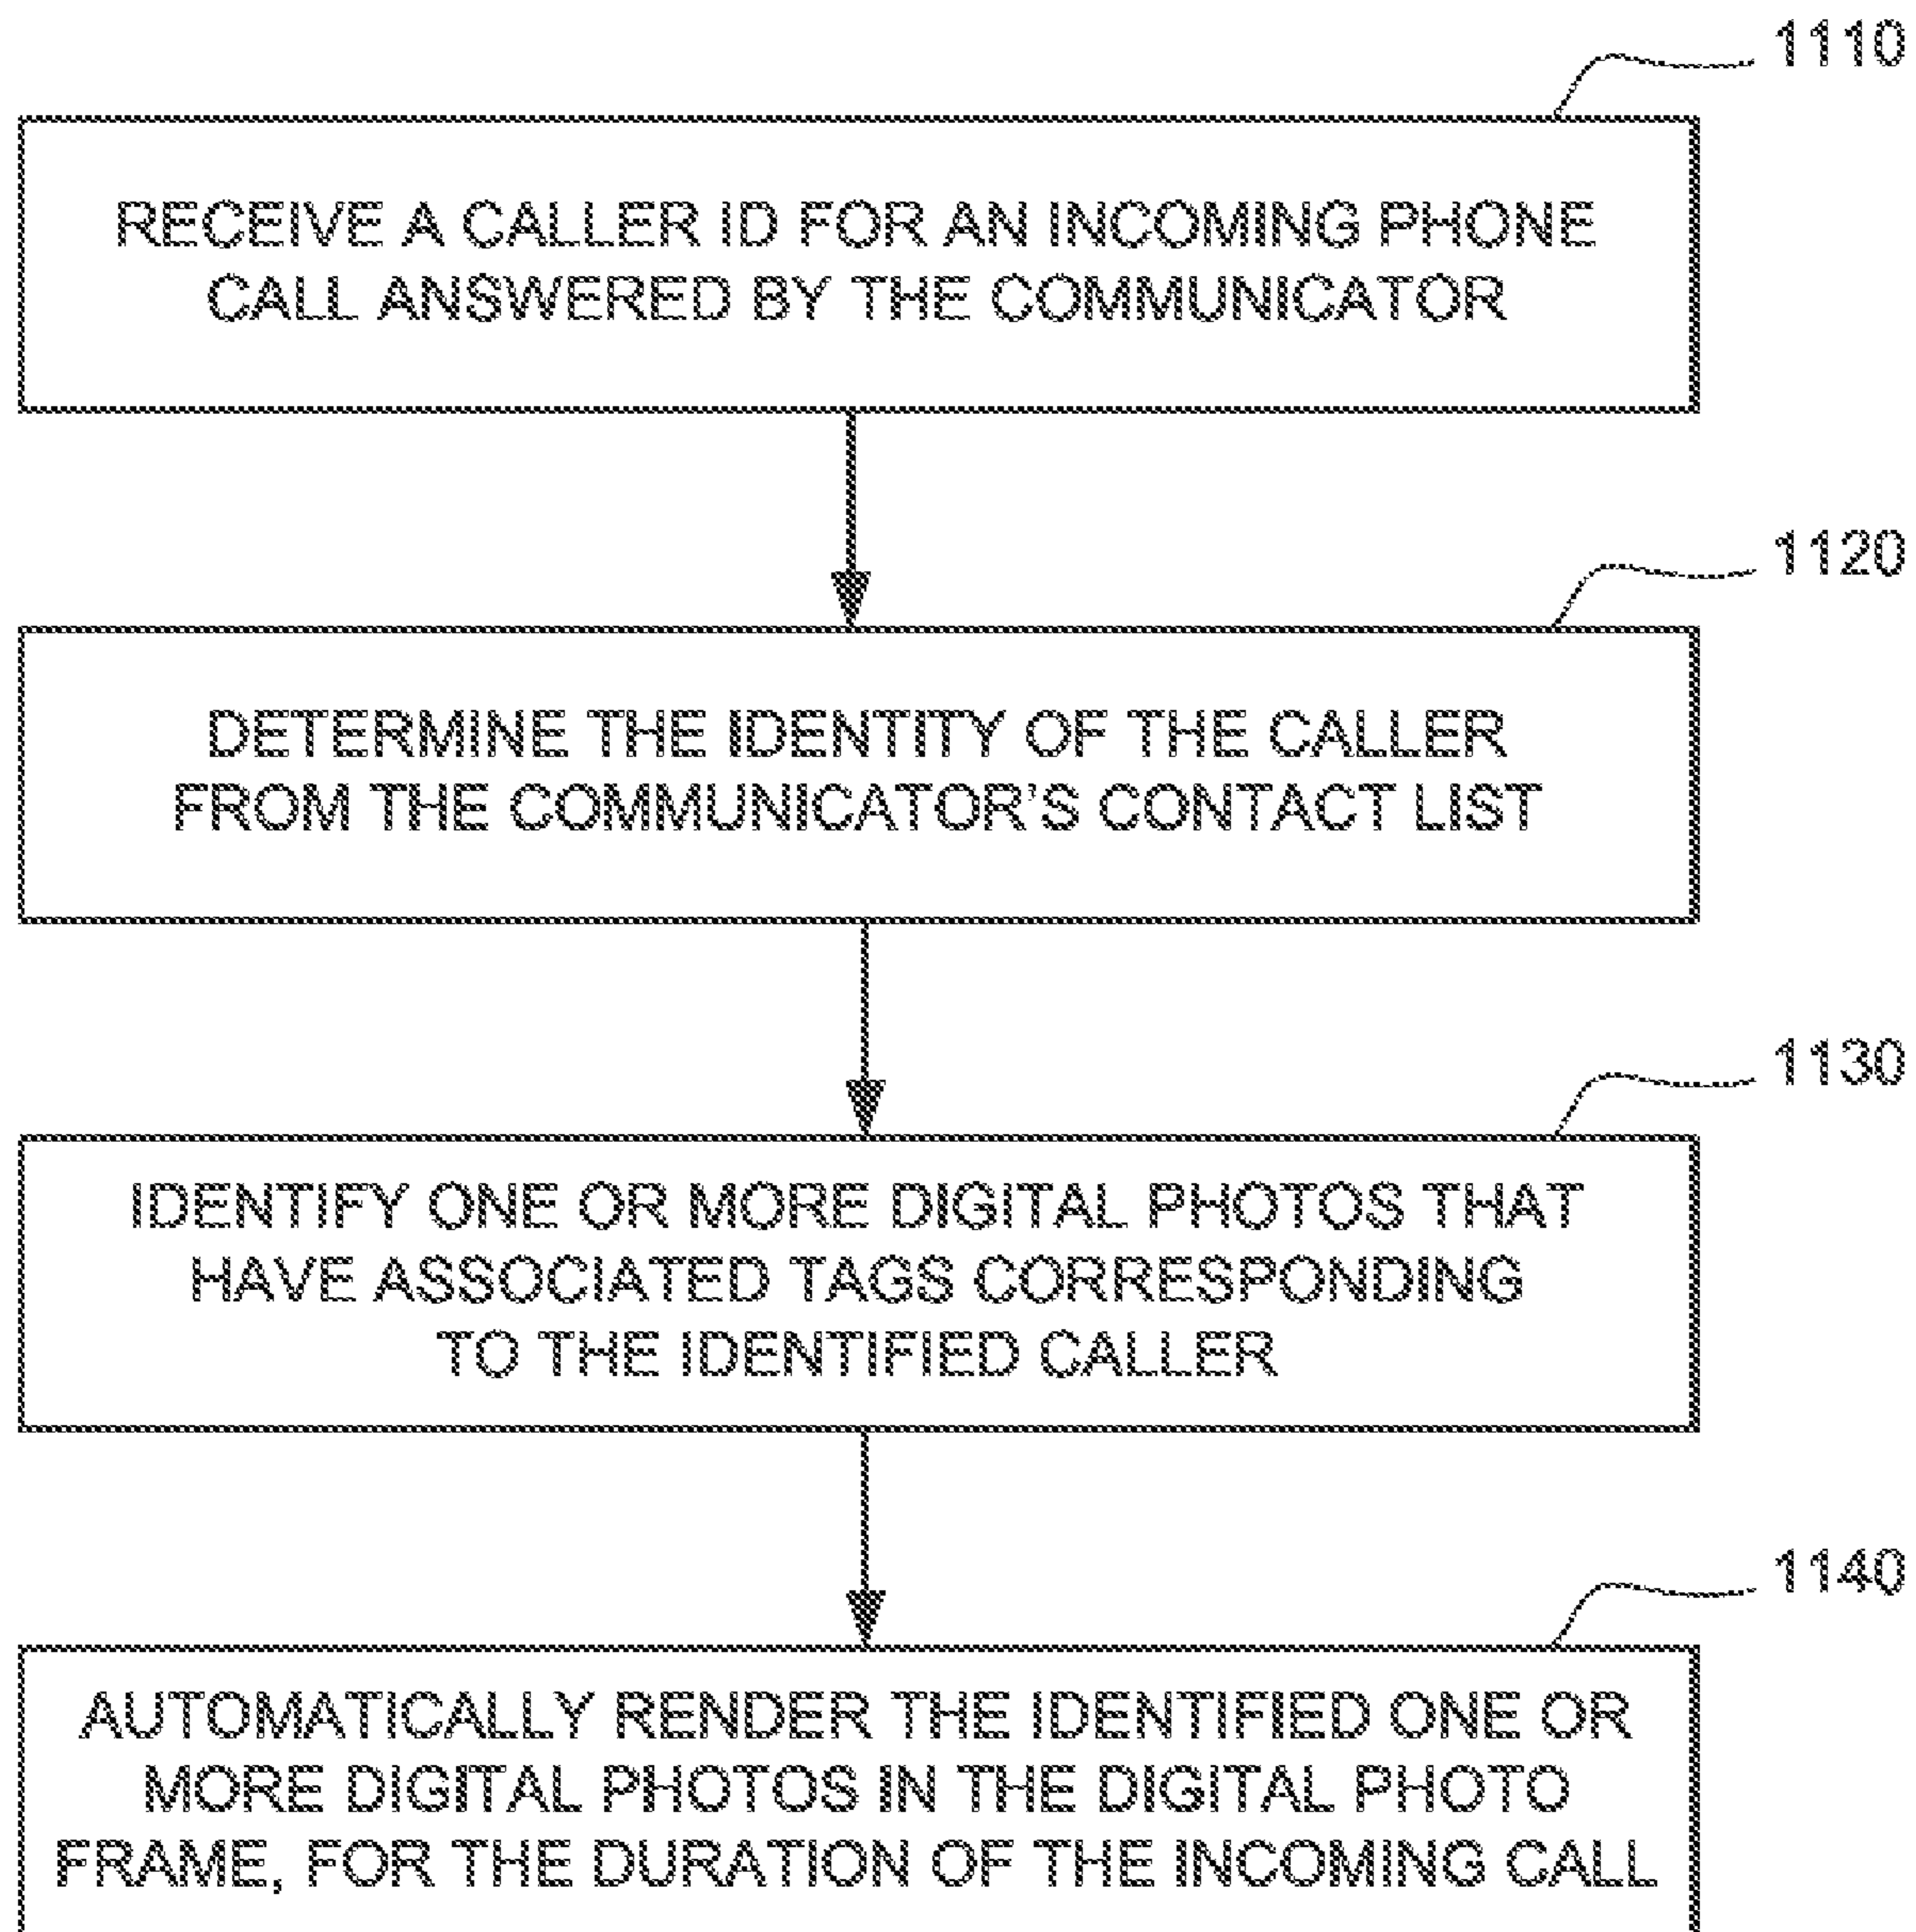 1110
RECEIVE A CALLER ID FOR AN INCOMING PHONE
CALL ANSWERED BY THE COMMUNICATOR
1120
DETERMINE THE IDENTITY OF THE CALLER
FROM THE COMMUNICATOR'S CONTACT LIST
1130
IDENTIFY ONE OR MORE DIGITAL PHOTOS THAT
HAVE ASSOCIATED TAGS CORRESPONDING
TO THE IDENTIFIED CALLER
1140
AUTOMATICALLY RENDER THE IDENTIFIED ONE OR
MORE DIGITAL PHOTOS IN THE DIGITAL PHOTO
FRAME, FOR THE DURATION OF THE INCOMING CALL